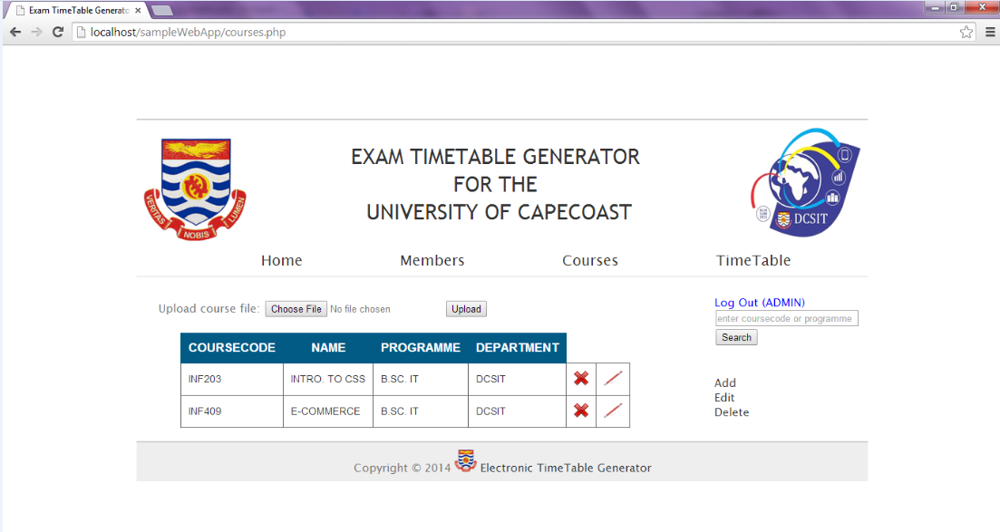 Exam TimeTable Generato
localhost/sampleWebApp/courses.php
EXAM TIMETABLE GENERATOR
FOR THE
UNIVERSITY OF CAPECOAST
VERITAS NOBIS LUMEN
DCSIT
Home Members Courses TimeTable
Upload course file: Choose File No file chosen Upload
Log Out (ADMIN)
enter coursecode or programme
Search
COURSECODE NAME PROGRAMME DEPARTMENT
INF203 INTRO. TO CSS B.SC. IT DCSIT
INF409 E-COMMERCE B.SC. IT DCSIT
Add
Edit
Delete
Copyright © 2014 Electronic TimeTable Generator